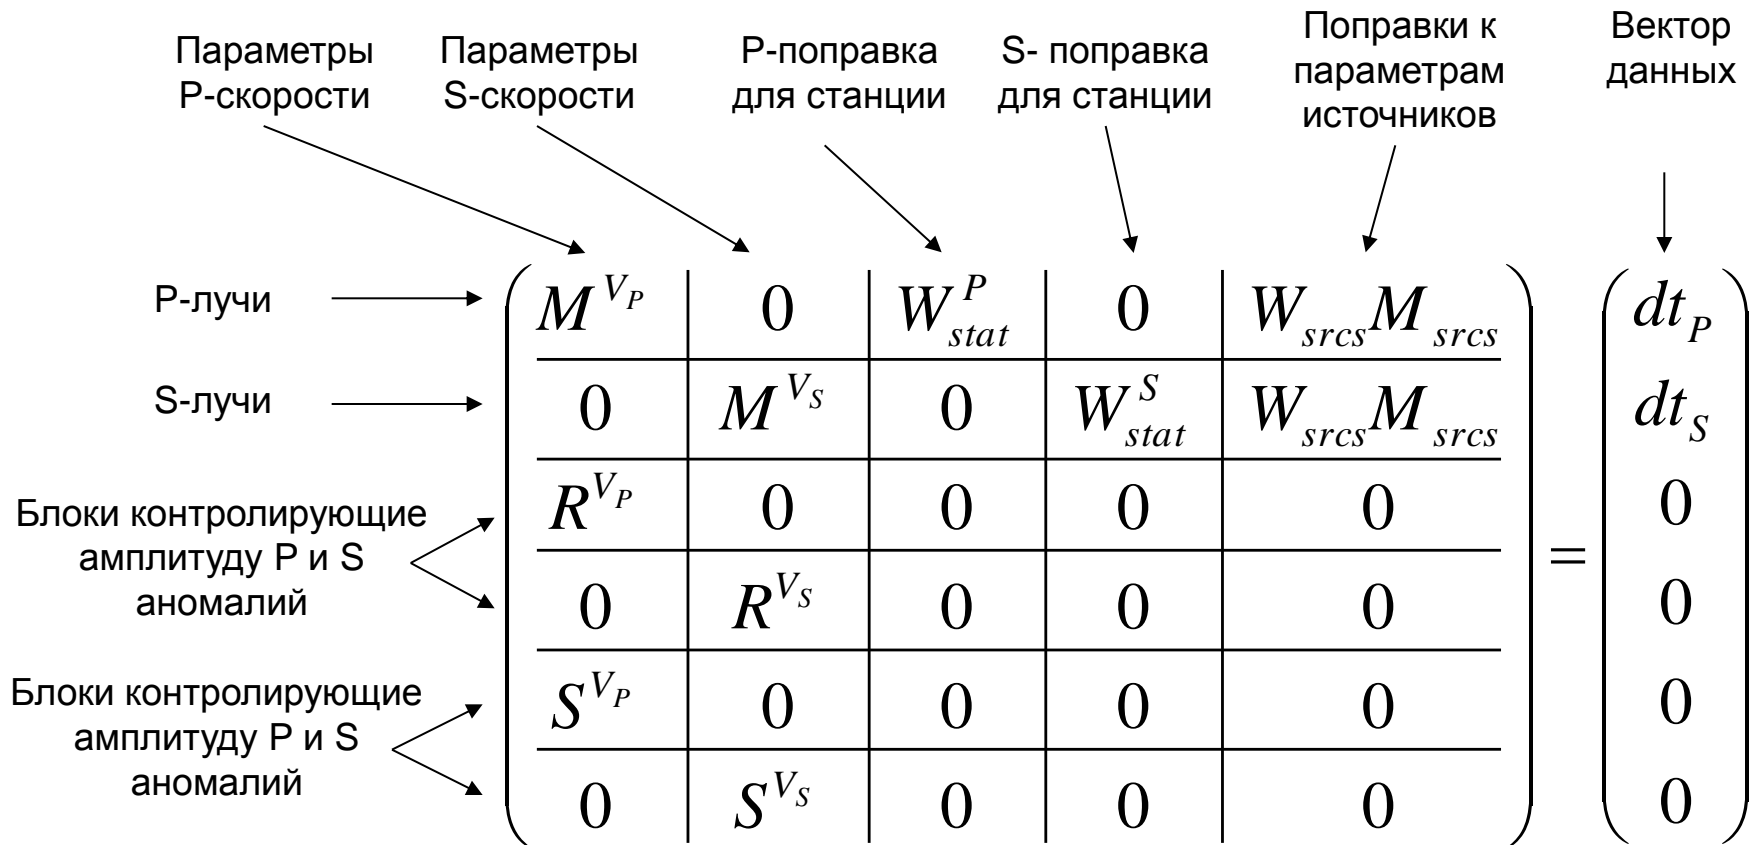 Параметры P-скорости
Параметры S-скорости
P-поправка для станции
S- поправка для станции
Поправки к параметрам источников
Вектор данных
P-лучи
M^{V_P} 0 W_{stat}^{P} 0 W_{srcs}M_{srcs} dt_P
S-лучи
0 M^{V_S} 0 W_{stat}^{S} W_{srcs}M_{srcs} dt_S
Блоки контролирующие
амплитуду P и S
аномалий
R^{V_P} 0 0 0 0 0
0 R^{V_S} 0 0 0 = 0
Блоки контролирующие
амплитуду P и S
аномалий
S^{V_P} 0 0 0 0 0
0 S^{V_S} 0 0 0 0